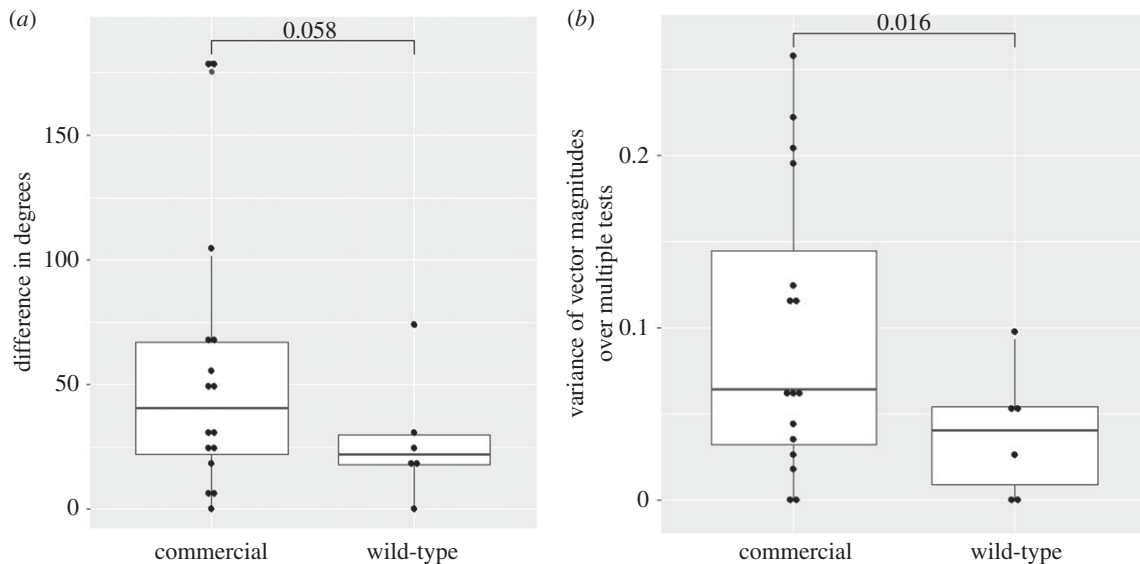 (a)
0.058
150
100
50
0
difference in degrees
commercial
wild-type
(b)
0.016
0.2
0.1
0
variance of vector magnitudes
over multiple tests
commercial
wild-type